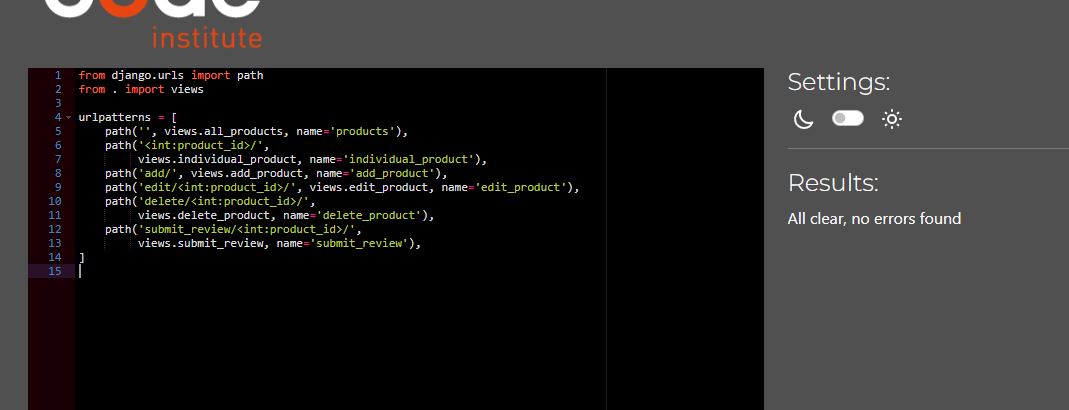 code
institute
1 from django.urls import path
2 from . import views
3
4 urlpatterns = [
5     path('', views.all_products, name='products'),
6     path('<int:product_id>/',
7          views.individual_product, name='individual_product'),
8     path('add/', views.add_product, name='add_product'),
9     path('edit/<int:product_id>/', views.edit_product, name='edit_product'),
10     path('delete/<int:product_id>/',
11          views.delete_product, name='delete_product'),
12     path('submit_review/<int:product_id>/',
13          views.submit_review, name='submit_review'),
14 ]
15
Settings:
Results:
All clear, no errors found